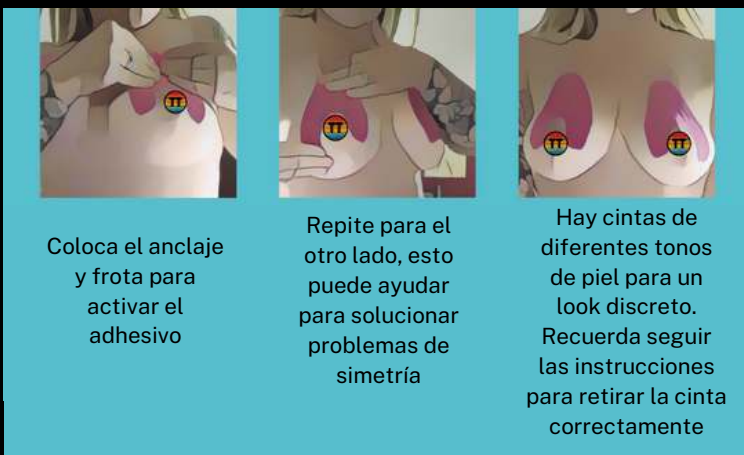 Coloca el anclaje
y frota para
activar el
adhesivo
Repite para el
otro lado, esto
puede ayudar
para solucionar
problemas de
simetría
Hay cintas de
diferentes tonos
de piel para un
look discreto.
Recuerda seguir
las instrucciones
para retirar la cinta
correctamente